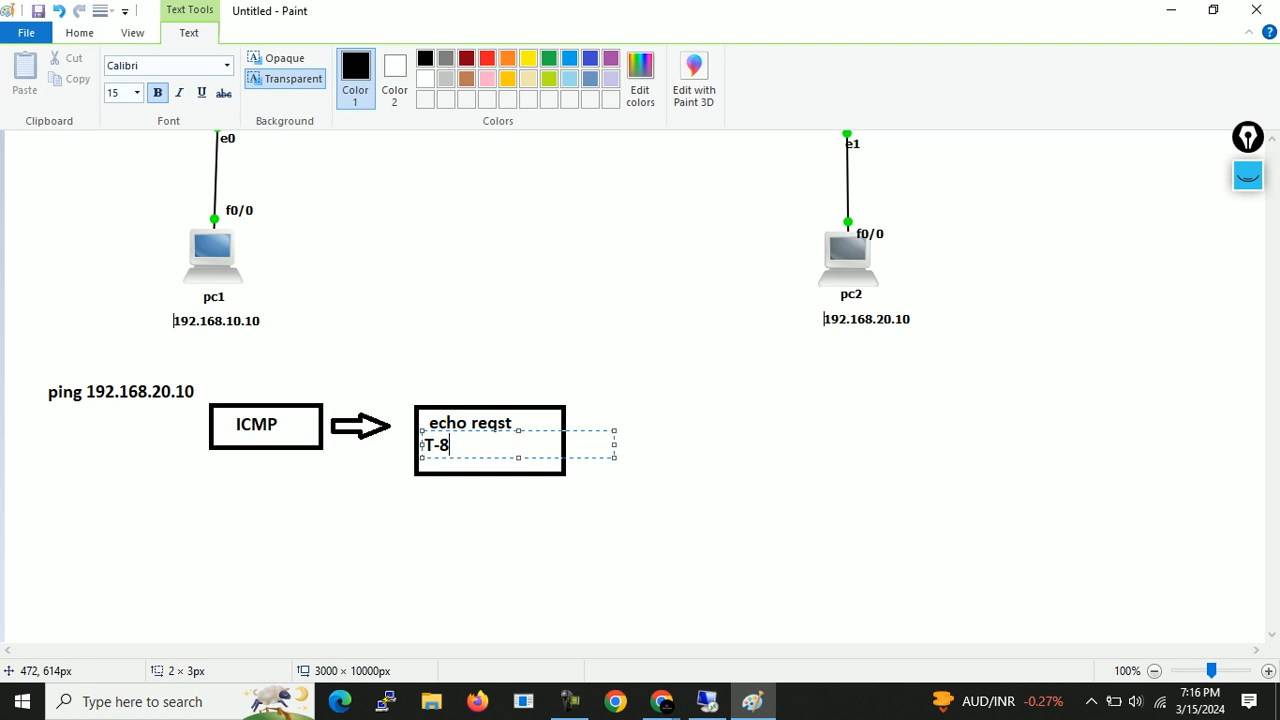 Text Tools
Untitled - Paint
File
Home
View
Text
Paste
Cut
Copy
Calibri
15
B
I
U
abc
Opaque
Transparent
Color 1
Color 2
Edit colors
Edit with Paint 3D
Clipboard
Font
Background
Colors
e0
e1
f0/0
f0/0
pc1
pc2
192.168.10.10
192.168.20.10
ping 192.168.20.10
ICMP
echo reqst
T-8
472, 614px
2 × 3px
3000 × 10000px
100%
Type here to search
AUD/INR -0.27%
7:16 PM
3/15/2024